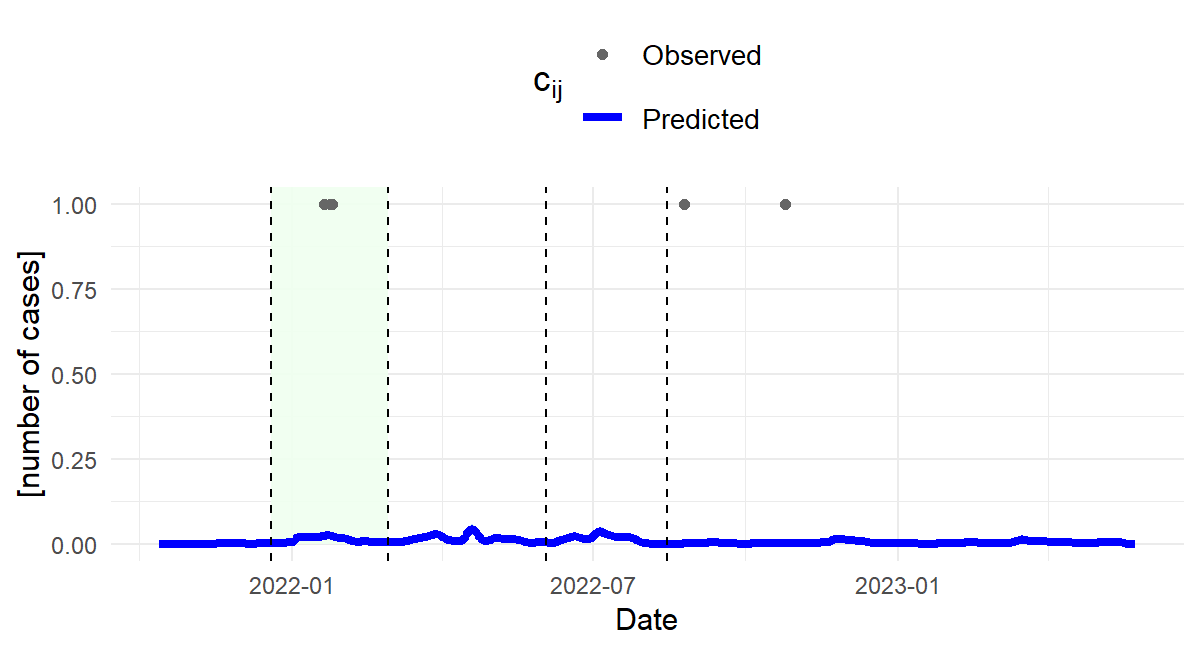 Observed
c_ij
Predicted
1.00
0.75
0.50
0.25
0.00
[number of cases]
2022-01
2022-07
2023-01
Date